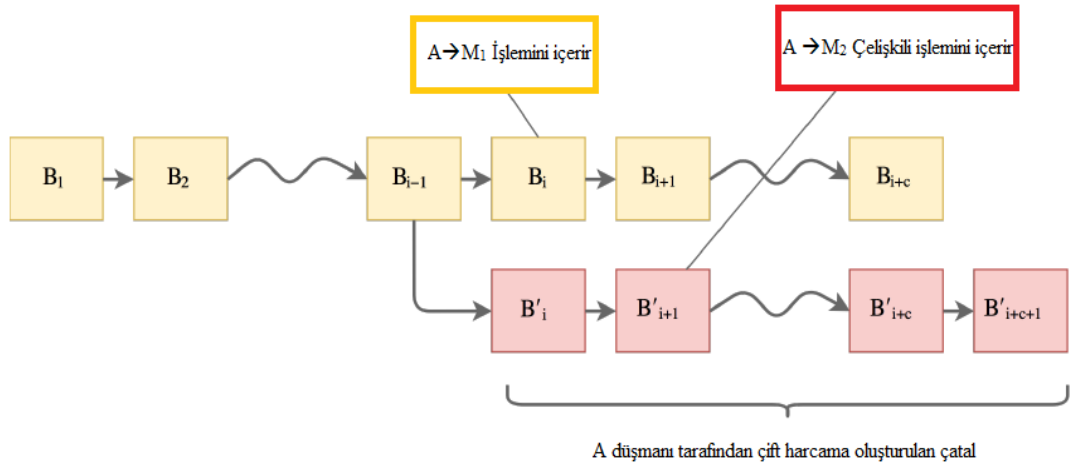 A→M₁ İşlemini içerir
A →M₂ Çelişkili işlemini içerir
B₁
B₂
Bᵢ₋₁
Bᵢ
Bᵢ₊₁
Bᵢ₊c
B'ᵢ
B'ᵢ₊₁
B'ᵢ₊c
B'ᵢ₊c₊₁
A düşmanı tarafından çift harcama oluşturulan çatal